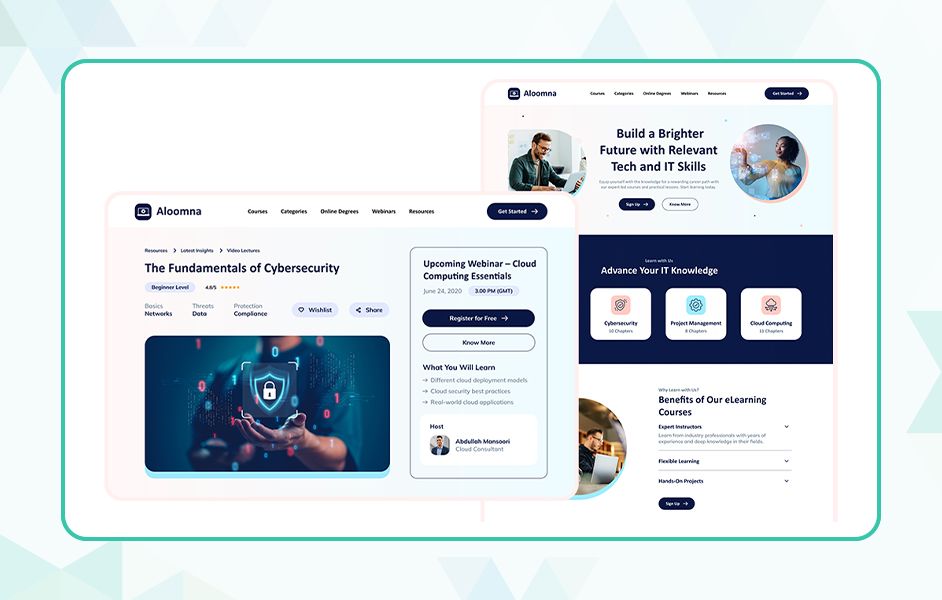 Aloomna
Courses Categories Online Degrees Webinars Resources
Get Started →
Build a Brighter
Future with Relevant
Tech and IT Skills
Equip yourself with the knowledge for a rewarding career path with
our expert-led courses and practical lessons. Start learning today.
Sign Up →
Know More
Learn with Us
Advance Your IT Knowledge
Cybersecurity
10 Chapters
Project Management
8 Chapters
Cloud Computing
11 Chapters
Why Learn with Us?
Benefits of Our eLearning
Courses
Expert Instructors
Learn from industry professionals with years of
experience and deep knowledge in their fields.
Flexible Learning
Hands-On Projects
Sign Up →
Aloomna
Courses Categories Online Degrees Webinars Resources
Get Started →
Resources > Latest Insights > Video Lectures
The Fundamentals of Cybersecurity
Beginner Level 4.8/5 ★★★★★
Basics
Networks
Threats
Data
Protection
Compliance
Wishlist
Share
Upcoming Webinar – Cloud
Computing Essentials
June 24, 2020 3.00 PM (GMT)
Register for Free →
Know More
What You Will Learn
→ Different cloud deployment models
→ Cloud security best practices
→ Real-world cloud applications
Host
Abdullah Mansoori
Cloud Consultant